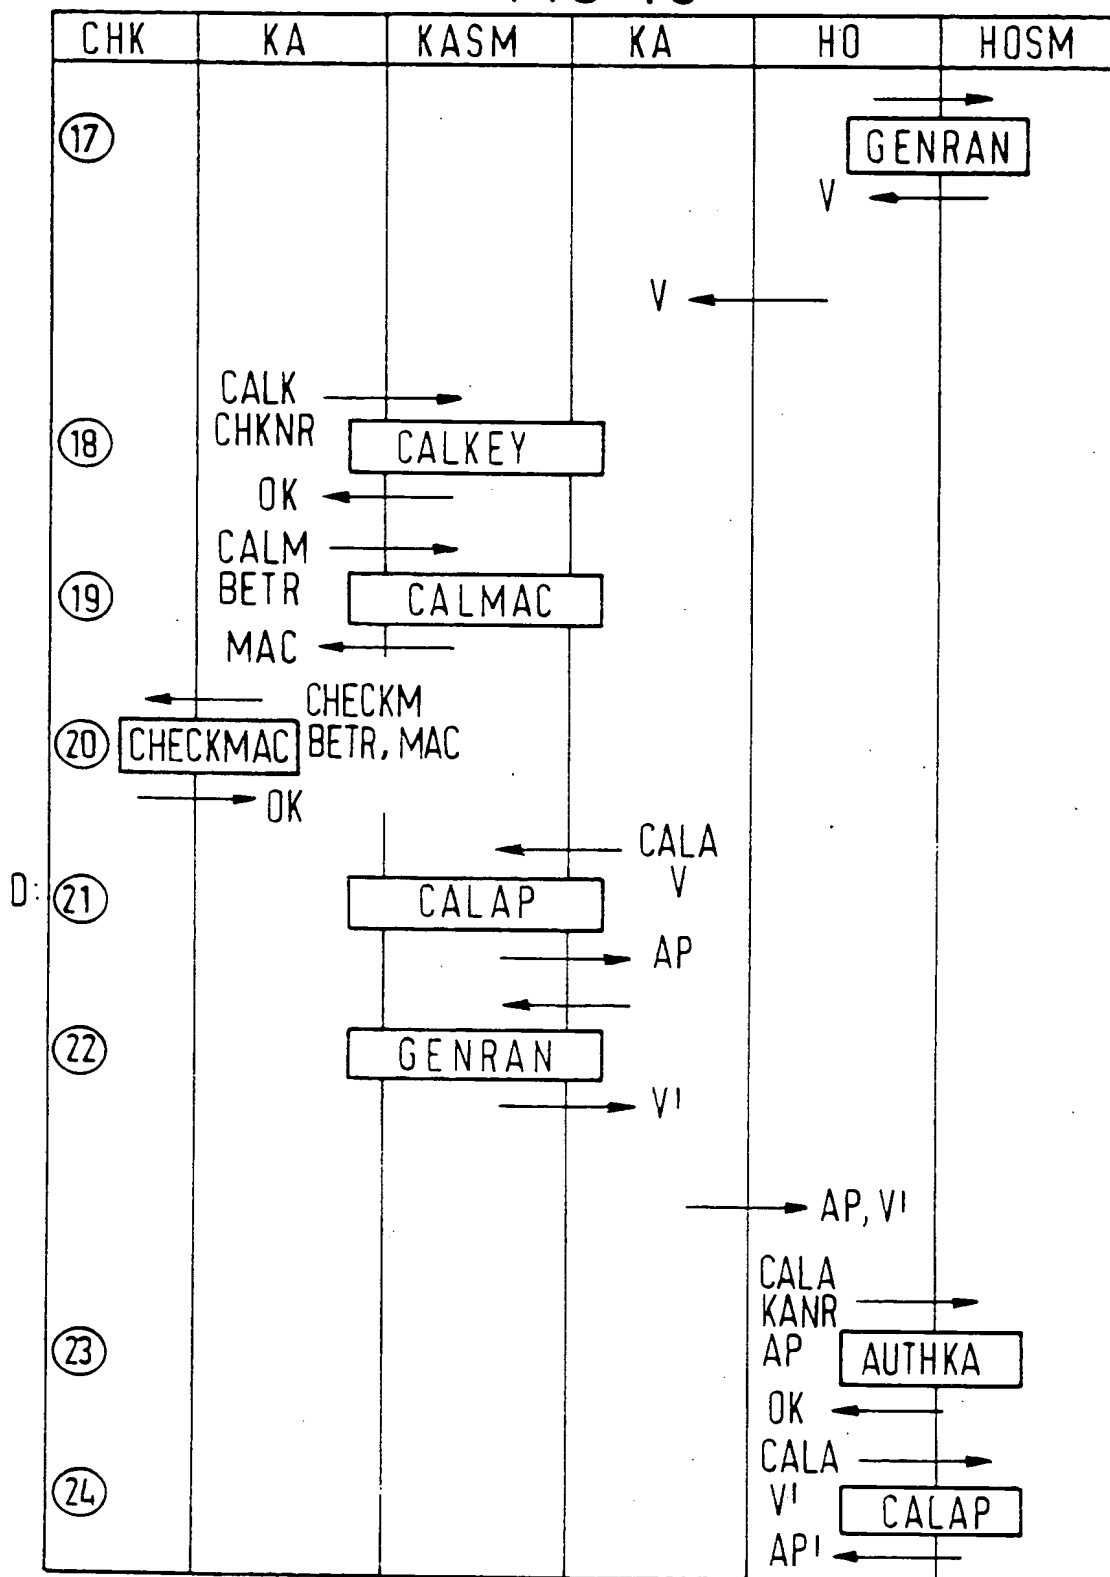 CHK KA KASM KA HO HOSM
17 GENRAN
V
V
CALK
CHKNR
18 CALKEY
OK
CALM
BETR
19 CALMAC
MAC
CHECKM
20 CHECKMAC BETR, MAC
OK
CALA
V
D: 21 CALAP
AP
22 GENRAN
V'
AP, V'
CALA
KANR
AP
23 AUTHKA
OK
CALA
V'
24 CALAP
AP'